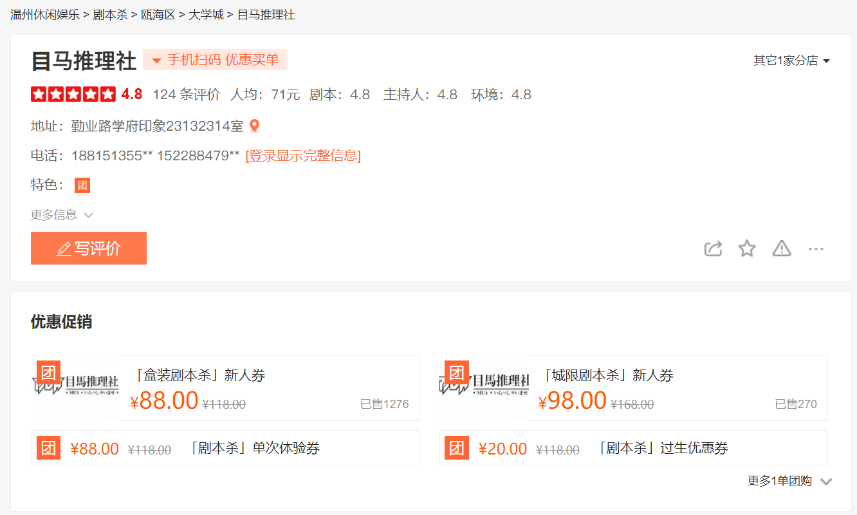 温州休闲娱乐 > 剧本杀 > 瓯海区 > 大学城 > 目马推理社
目马推理社 手机扫码 优惠买单 其它1家分店
4.8 124 条评价 人均：71元 剧本：4.8 主持人：4.8 环境：4.8
地址：勤业路学府印象23132314室
电话：188151355** 152288479** [登录显示完整信息]
特色：团
更多信息
写评价
优惠促销
团 目馬推理社 「盒装剧本杀」新人券
¥88.00 ¥118.00 已售1276
团 目馬推理社 「城限剧本杀」新人券
¥98.00 ¥168.00 已售270
团 ¥88.00 ¥118.00 「剧本杀」单次体验券
团 ¥20.00 ¥118.00 「剧本杀」过生优惠券
更多1单团购